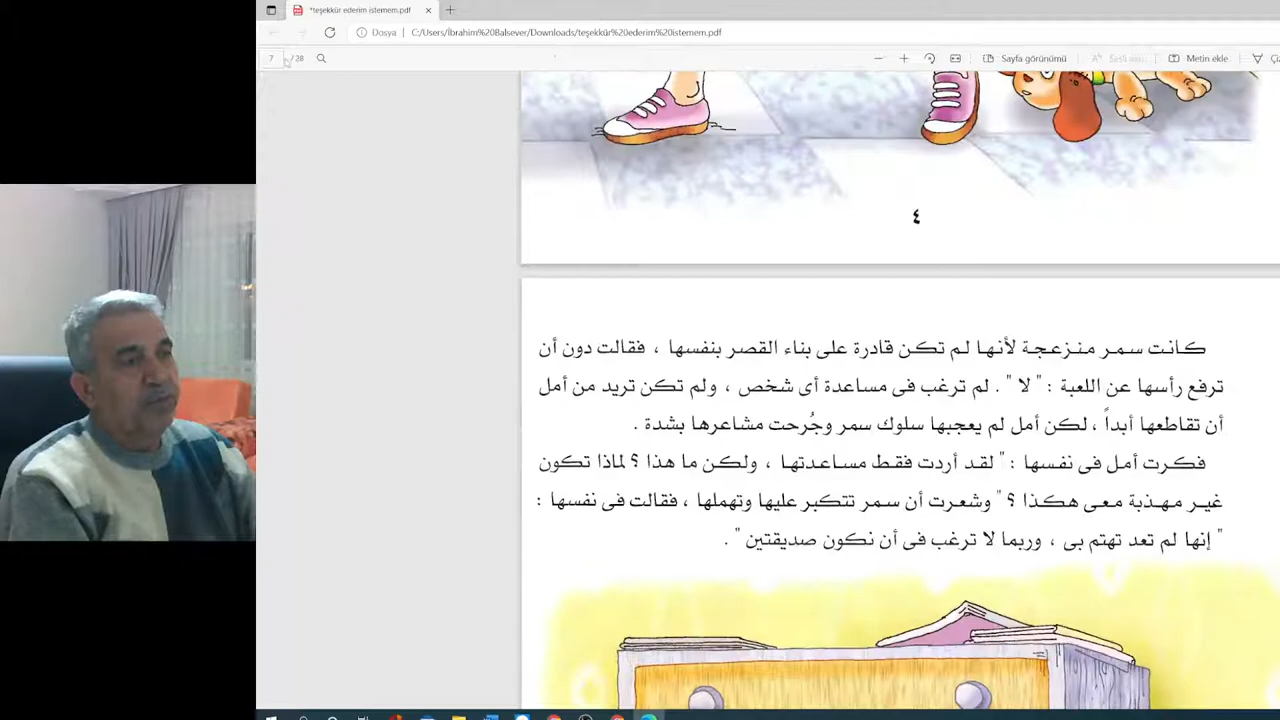 *teşekkür ederim istemem.pdf
Dosya C:/Users/İbrahim%20Balsever/Downloads/teşekkür%20ederim%20istemem.pdf
7 /28 Sayfa görünümü Metin ekle
٤
كانت سمر منزعجة لأنها لم تكن قادرة على بناء القصر بنفسها ، فقالت دون أن
ترفع رأسها عن اللعبة : " لا " . لم ترغب فى مساعدة أى شخص ، ولم تكن تريد من أمل
أن تقاطعها أبداً ، لكن أمل لم يعجبها سلوك سمر وجُرحت مشاعرها بشدة .
فكرت أمل فى نفسها : " لقد أردت فقط مساعدتها ، ولكن ما هذا ؟ لماذا تكون
غير مهذبة معى هكذا ؟ " وشعرت أن سمر تتكبر عليها وتهملها ، فقالت فى نفسها :
" إنها لم تعد تهتم بى ، وربما لا ترغب فى أن نكون صديقتين " .